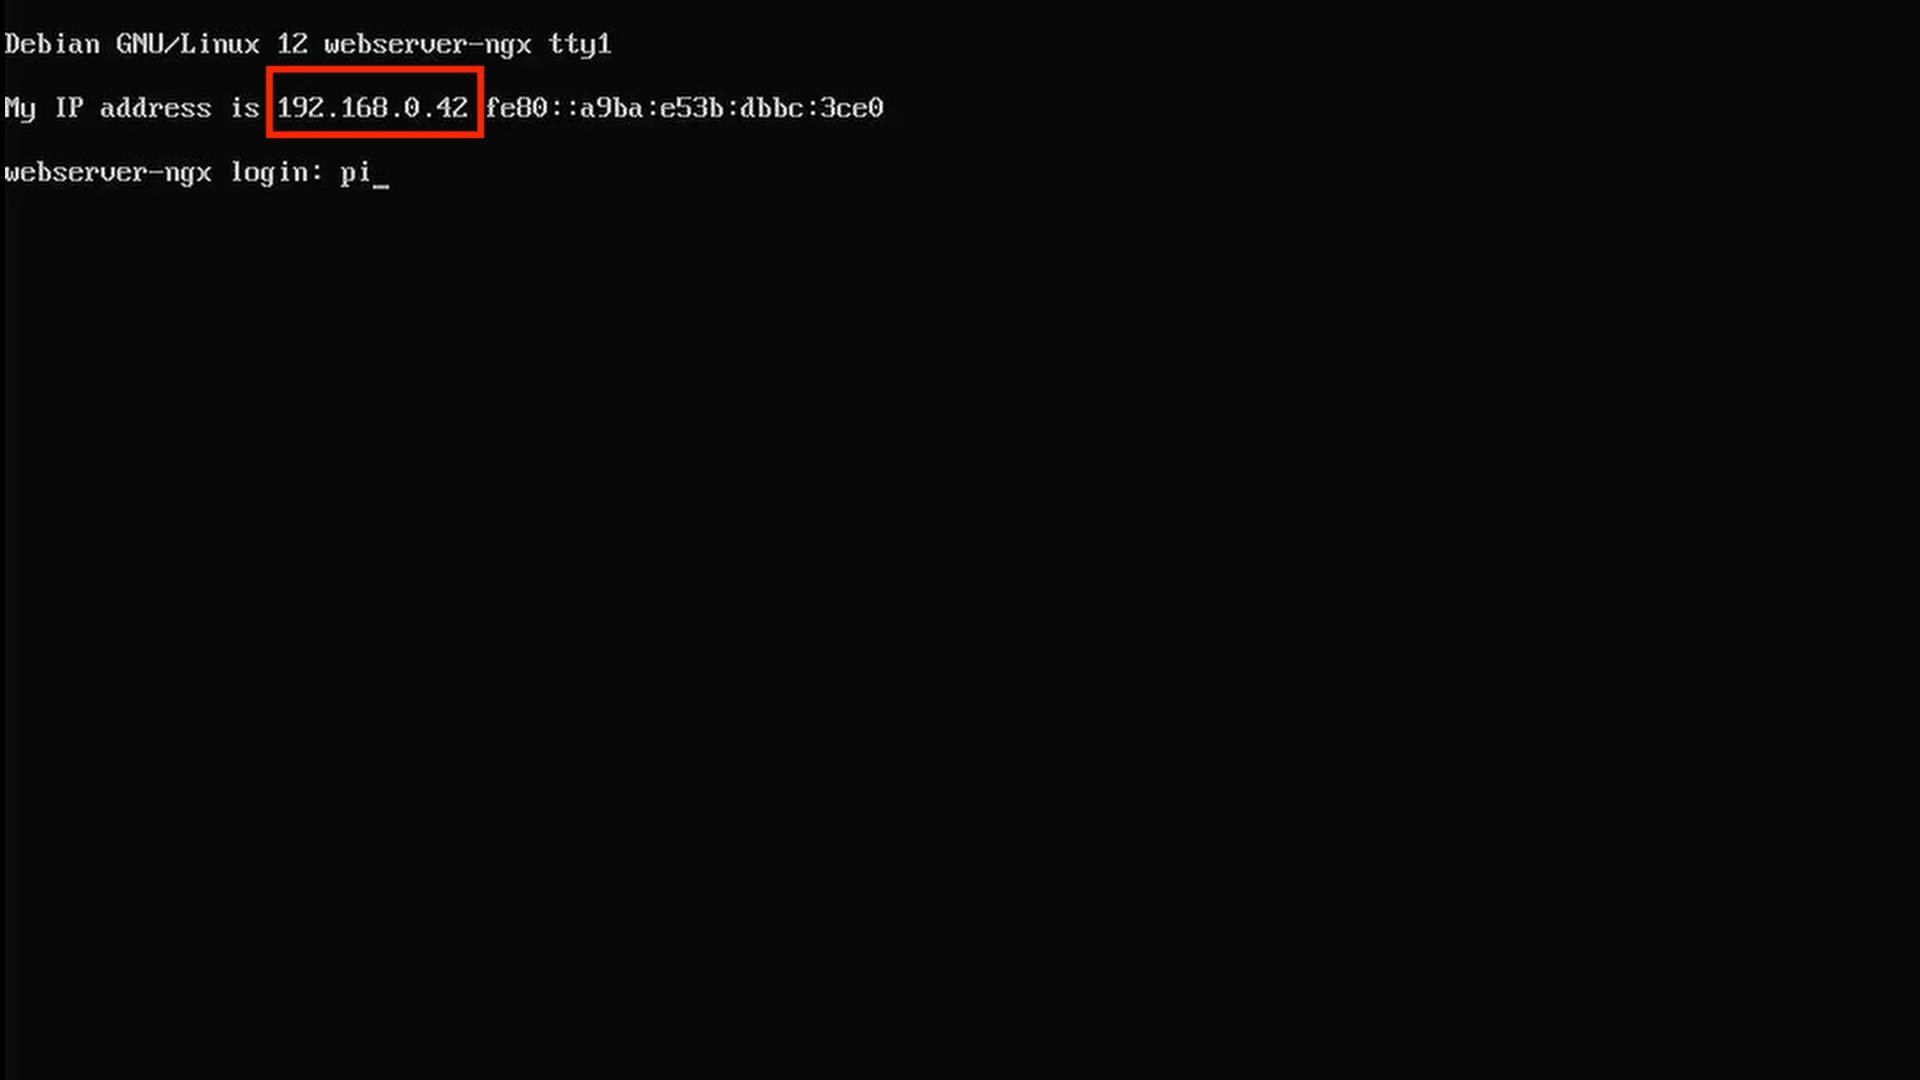 Debian GNU/Linux 12 webserver-ngx tty1
My IP address is 192.168.0.42 fe80::a9ba:e53b:dbbc:3ce0
webserver-ngx login: pi_